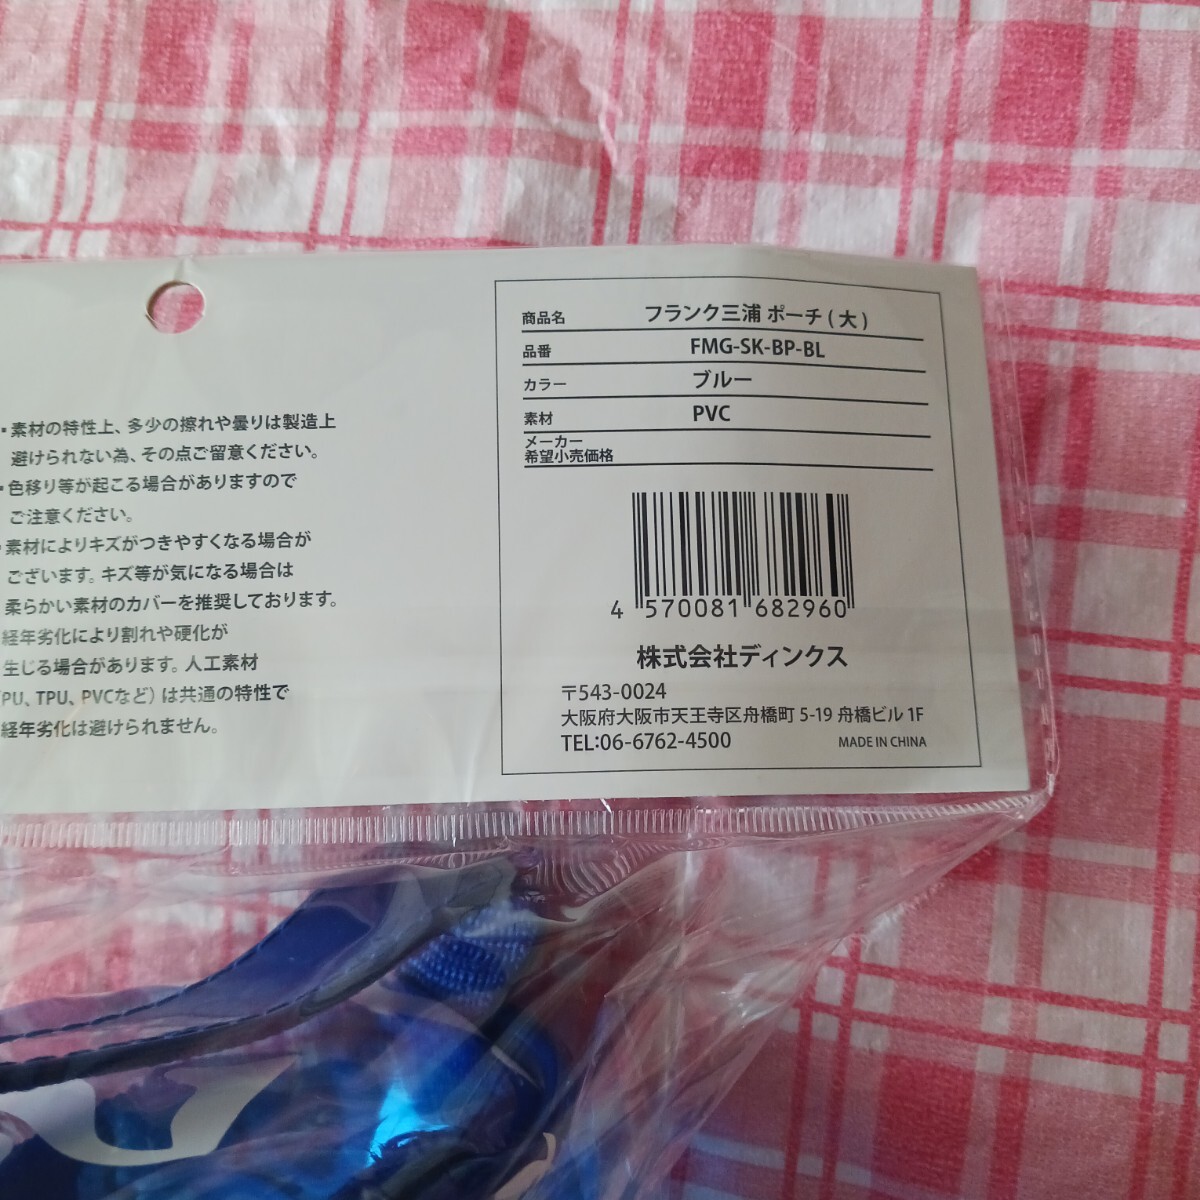 ・素材の特性上、多少の擦れや曇りは製造上
避けられない為、その点ご留意ください。
・色移り等が起こる場合がありますので
ご注意ください。
・素材によりキズがつきやすくなる場合が
ございます。キズ等が気になる場合は
柔らかい素材のカバーを推奨しております。
経年劣化により割れや硬化が
生じる場合があります。人工素材
(PU、TPU、PVCなど)は共通の特性で
経年劣化は避けられません。
商品名 フランク三浦 ポーチ(大)
品番 FMG-SK-BP-BL
カラー ブルー
素材 PVC
メーカー
希望小売価格
4 570081 682960
株式会社ディンクス
〒543-0024
大阪府大阪市天王寺区舟橋町 5-19 舟橋ビル 1F
TEL:06-6762-4500 MADE IN CHINA